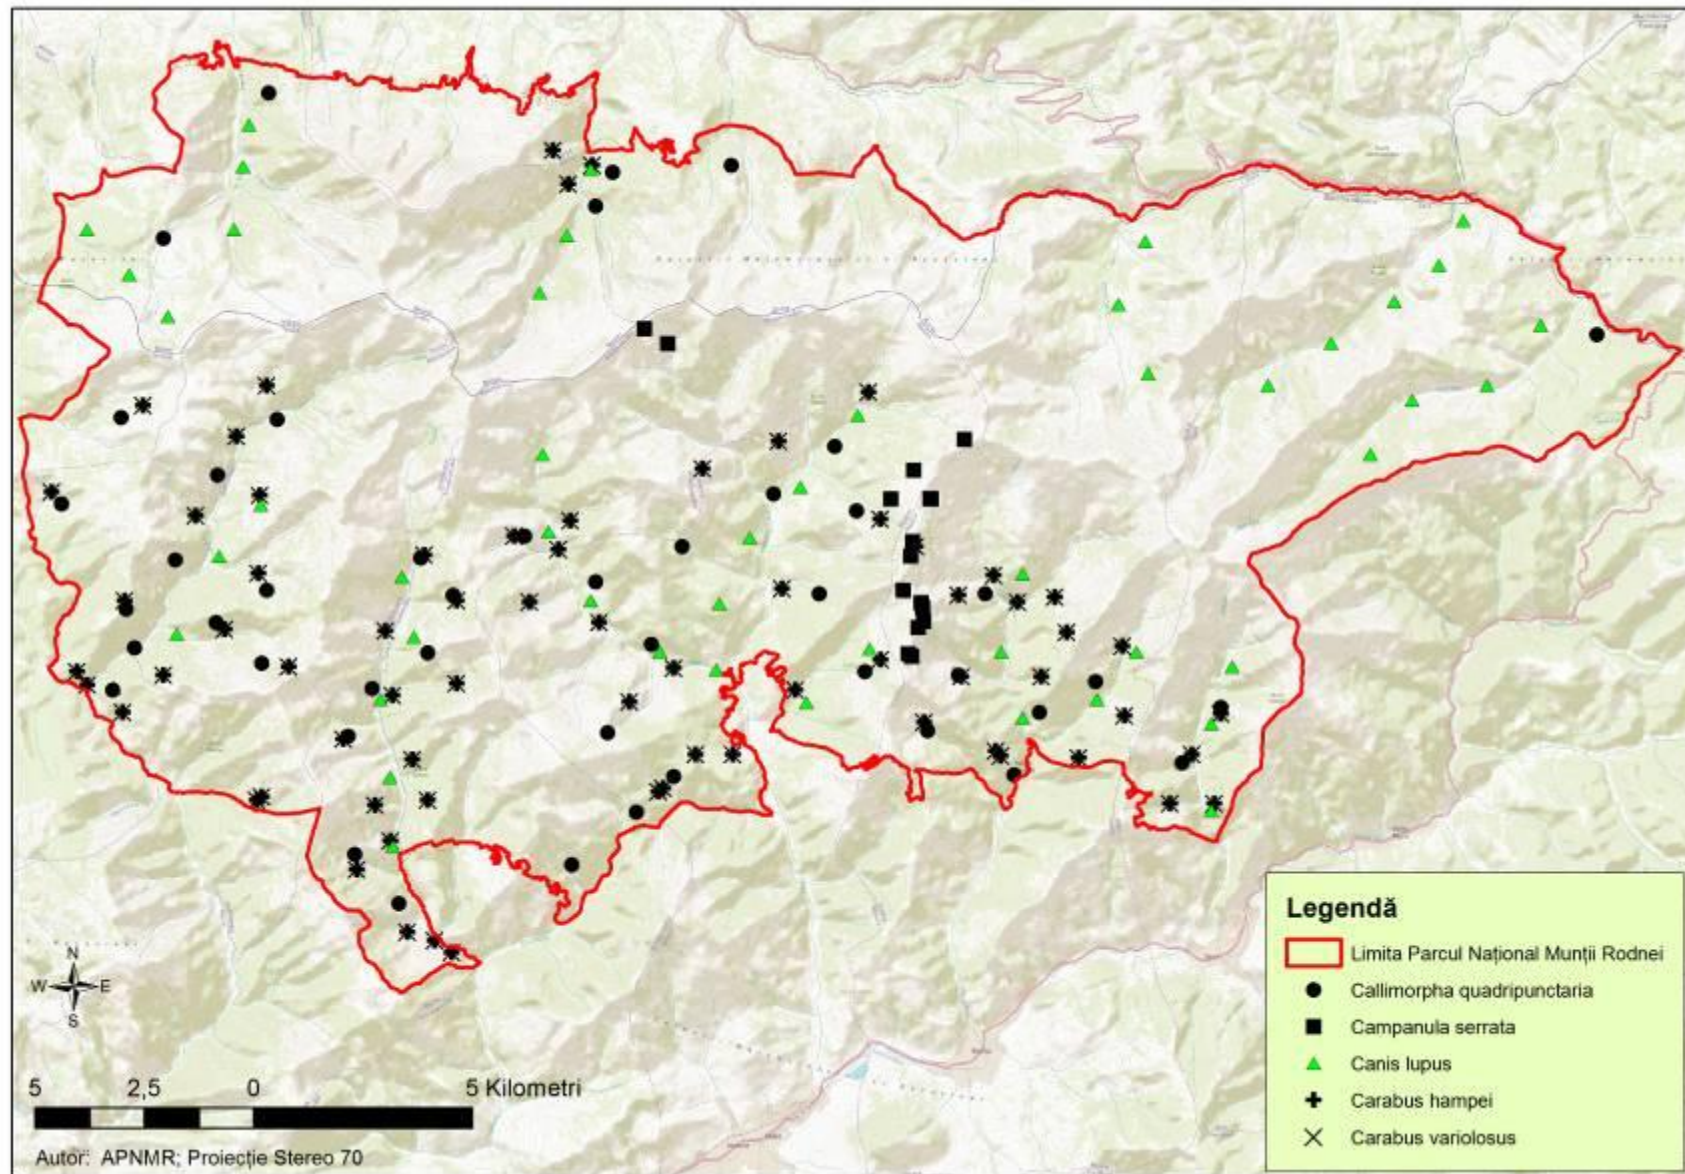 N
W
E
S
5 2,5 0 5 Kilometri
Autor: APNMR; Proiecție Stereo 70
Legendă
Limita Parcul Național Munții Rodnei
Callimorpha quadripunctaria
Campanula serrata
Canis lupus
Carabus hampei
Carabus variolosus